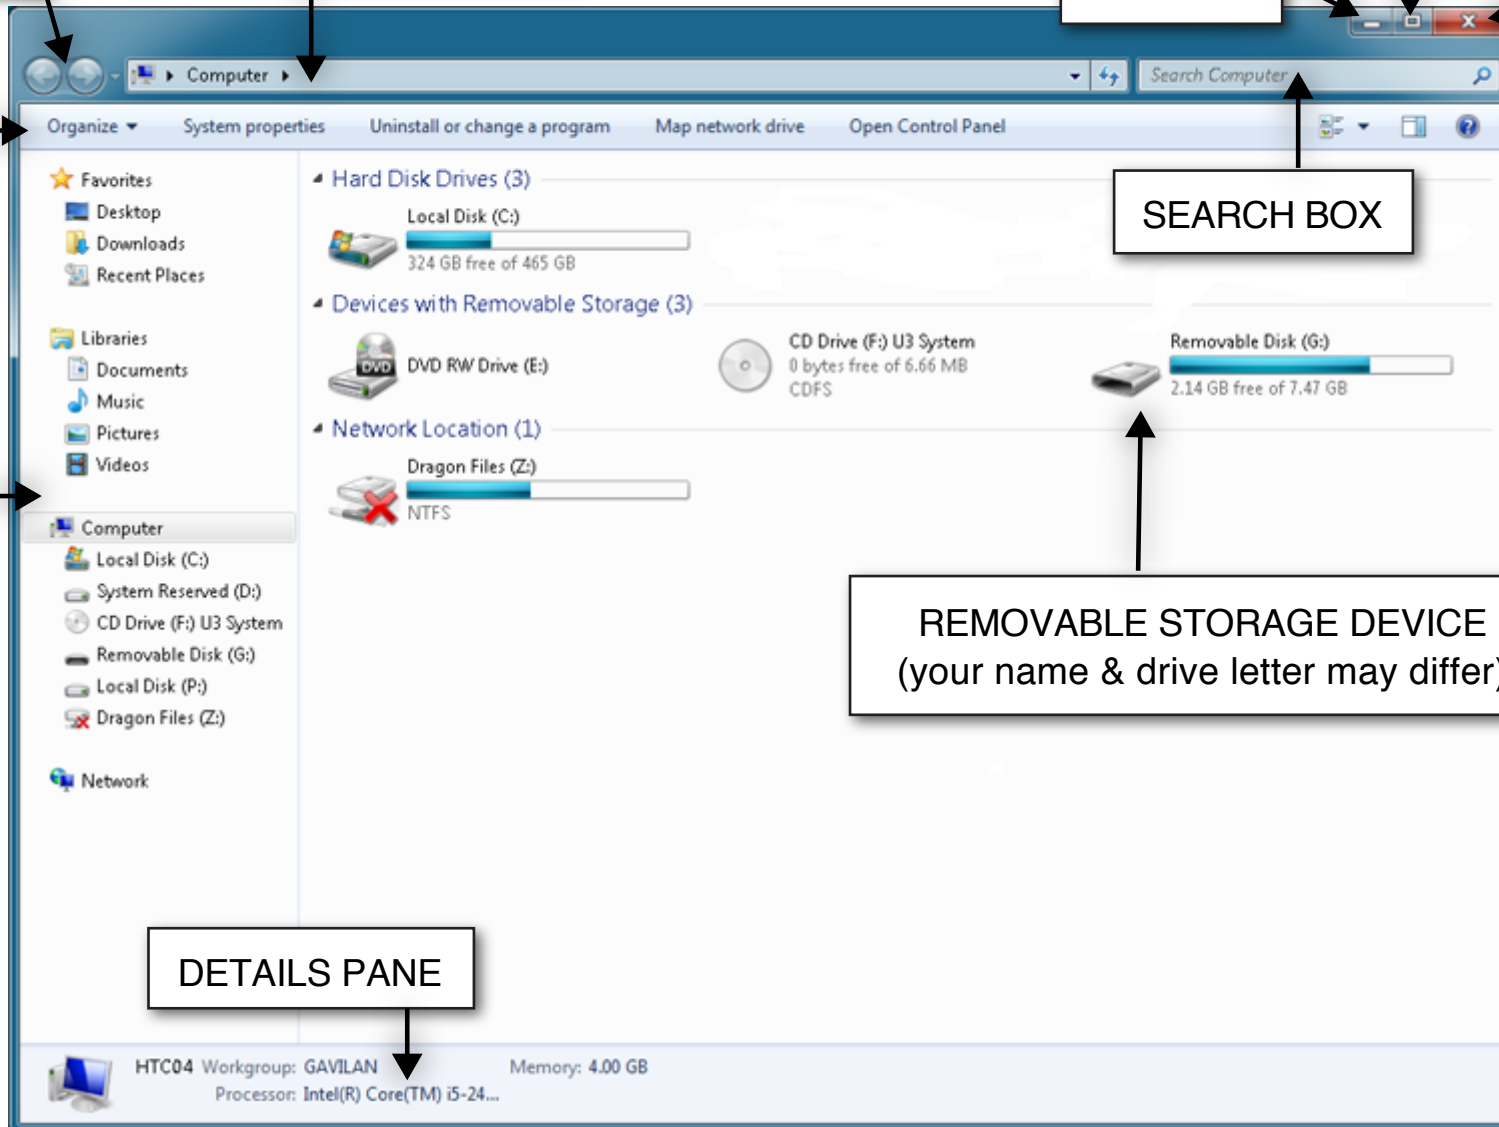 Computer
Search Computer
Organize
System properties
Uninstall or change a program
Map network drive
Open Control Panel
Favorites
Desktop
Downloads
Recent Places
Libraries
Documents
Music
Pictures
Videos
Computer
Local Disk (C:)
System Reserved (D:)
CD Drive (F:) U3 System
Removable Disk (G:)
Local Disk (P:)
Dragon Files (Z:)
Network
Hard Disk Drives (3)
Local Disk (C:)
324 GB free of 465 GB
SEARCH BOX
Devices with Removable Storage (3)
DVD
DVD RW Drive (E:)
CD Drive (F:) U3 System
0 bytes free of 6.66 MB
CDFS
Removable Disk (G:)
2.14 GB free of 7.47 GB
Network Location (1)
Dragon Files (Z:)
NTFS
REMOVABLE STORAGE DEVICE
(your name & drive letter may differ)
DETAILS PANE
HTC04 Workgroup: GAVILAN Memory: 4.00 GB
Processor: Intel(R) Core(TM) i5-24...